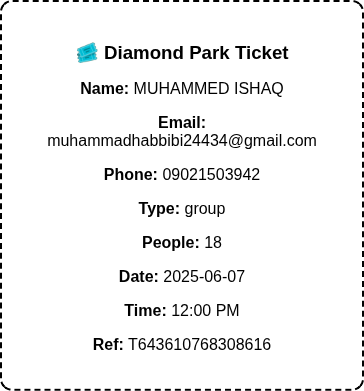 Diamond Park Ticket
Name: MUHAMMED ISHAQ
Email:
muhammadhabbibi24434@gmail.com
Phone: 09021503942
Type: group
People: 18
Date: 2025-06-07
Time: 12:00 PM
Ref: T643610768308616